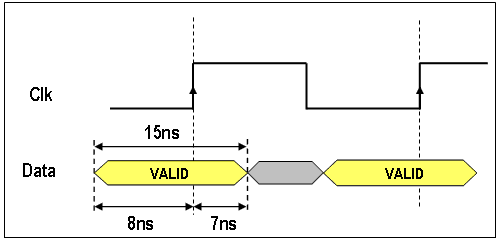 Clk
15ns
Data
VALID
VALID
8ns
7ns